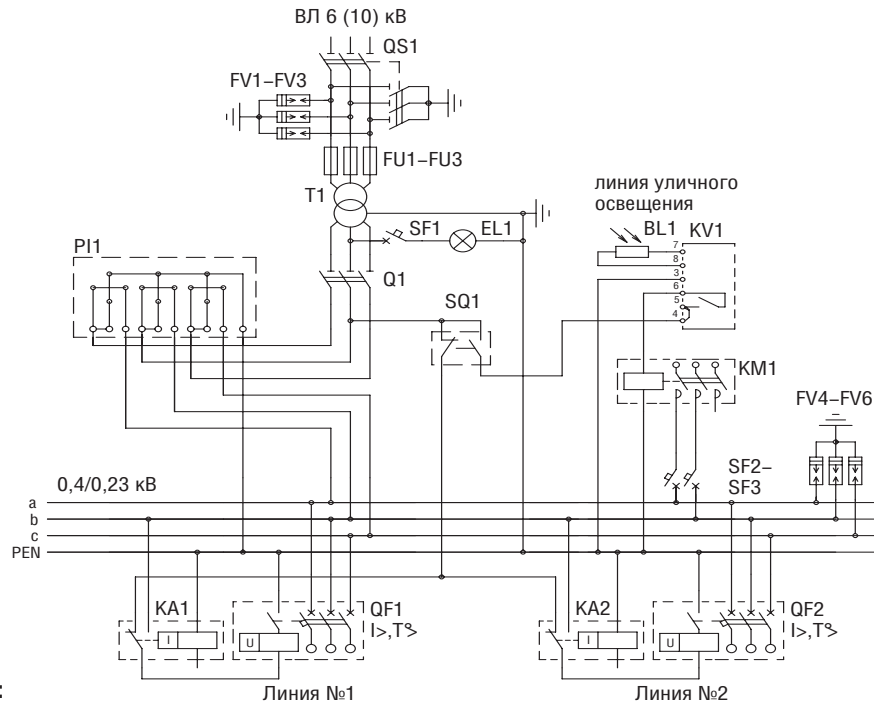 ВЛ 6 (10) кВ
QS1
FV1–FV3
FU1–FU3
T1
SF1
EL1
линия уличного
освещения
BL1
KV1
7
8
3
6
5
4
PI1
Q1
SQ1
KM1
FV4–FV6
SF2–
SF3
0,4/0,23 кВ
a
b
c
PEN
KA1
I
U
QF1
I>,T°>
KA2
I
U
QF2
I>,T°>
:
Линия №1
Линия №2